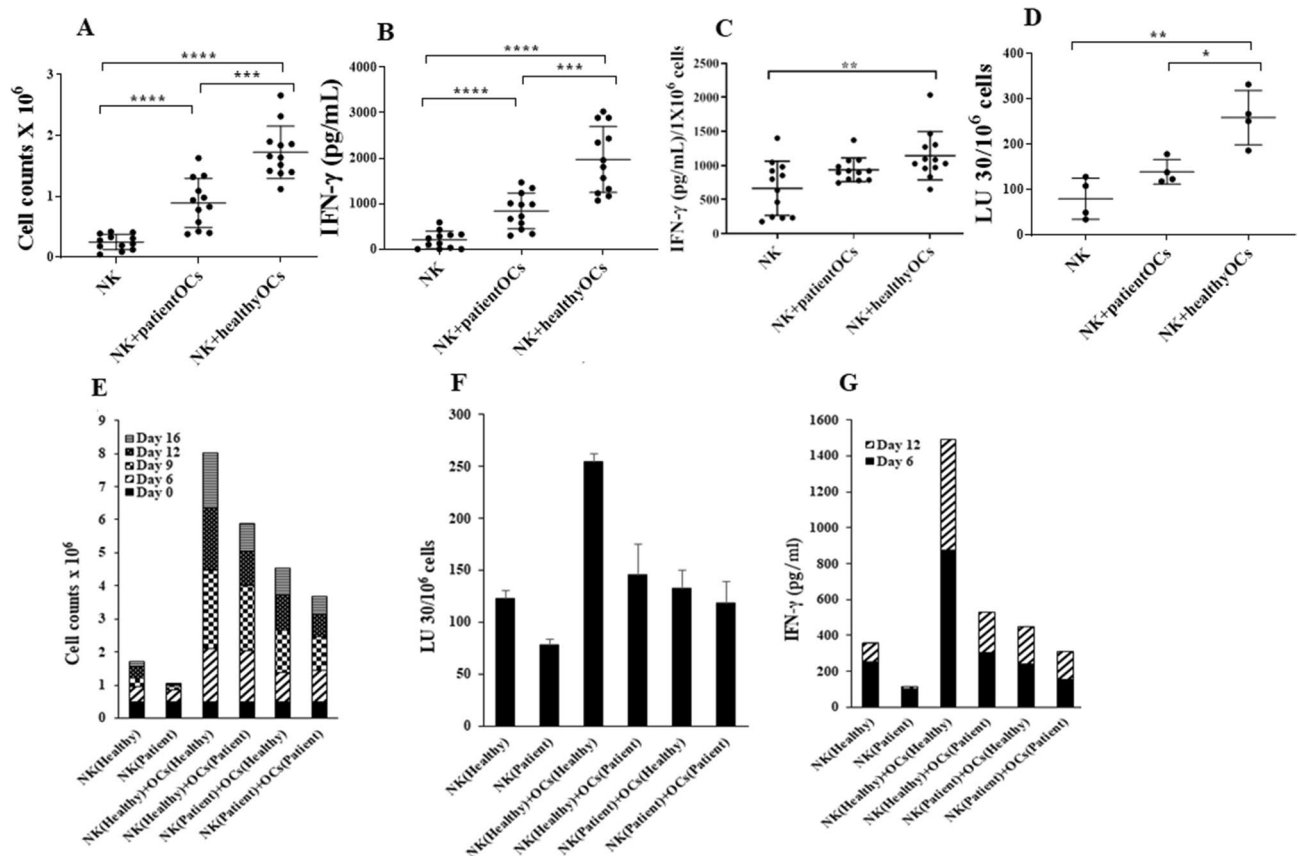 A
****
***
****
Cell counts X 10⁶
3
2
1
0
NK
NK+patientOCs
NK+healthyOCs
B
****
***
****
IFN-γ (pg/mL)
4000
3000
2000
1000
0
NK
NK+patientOCs
NK+healthyOCs
C
**
IFN-γ (pg/mL)/1X10⁶ cells
2500
2000
1500
1000
500
0
NK
NK+patientOCs
NK+healthyOCs
D
**
*
LU 30/10⁶ cells
400
300
200
100
0
NK
NK+patientOCs
NK+healthyOCs
E
Cell counts x 10⁶
9
8
7
6
5
4
3
2
1
0
Day 16
Day 12
Day 9
Day 6
Day 0
NK(Healthy)
NK(Patient)
NK(Healthy)+OCs(Healthy)
NK(Healthy)+OCs(Patient)
NK(Patient)+OCs(Healthy)
NK(Patient)+OCs(Patient)
F
LU 30/10⁶ cells
300
250
200
150
100
50
0
NK(Healthy)
NK(Patient)
NK(Healthy)+OCs(Healthy)
NK(Healthy)+OCs(Patient)
NK(Patient)+OCs(Healthy)
NK(Patient)+OCs(Patient)
G
IFN-γ (pg/ml)
1600
1400
1200
1000
800
600
400
200
0
Day 12
Day 6
NK(Healthy)
NK(Patient)
NK(Healthy)+OCs(Healthy)
NK(Healthy)+OCs(Patient)
NK(Patient)+OCs(Healthy)
NK(Patient)+OCs(Patient)